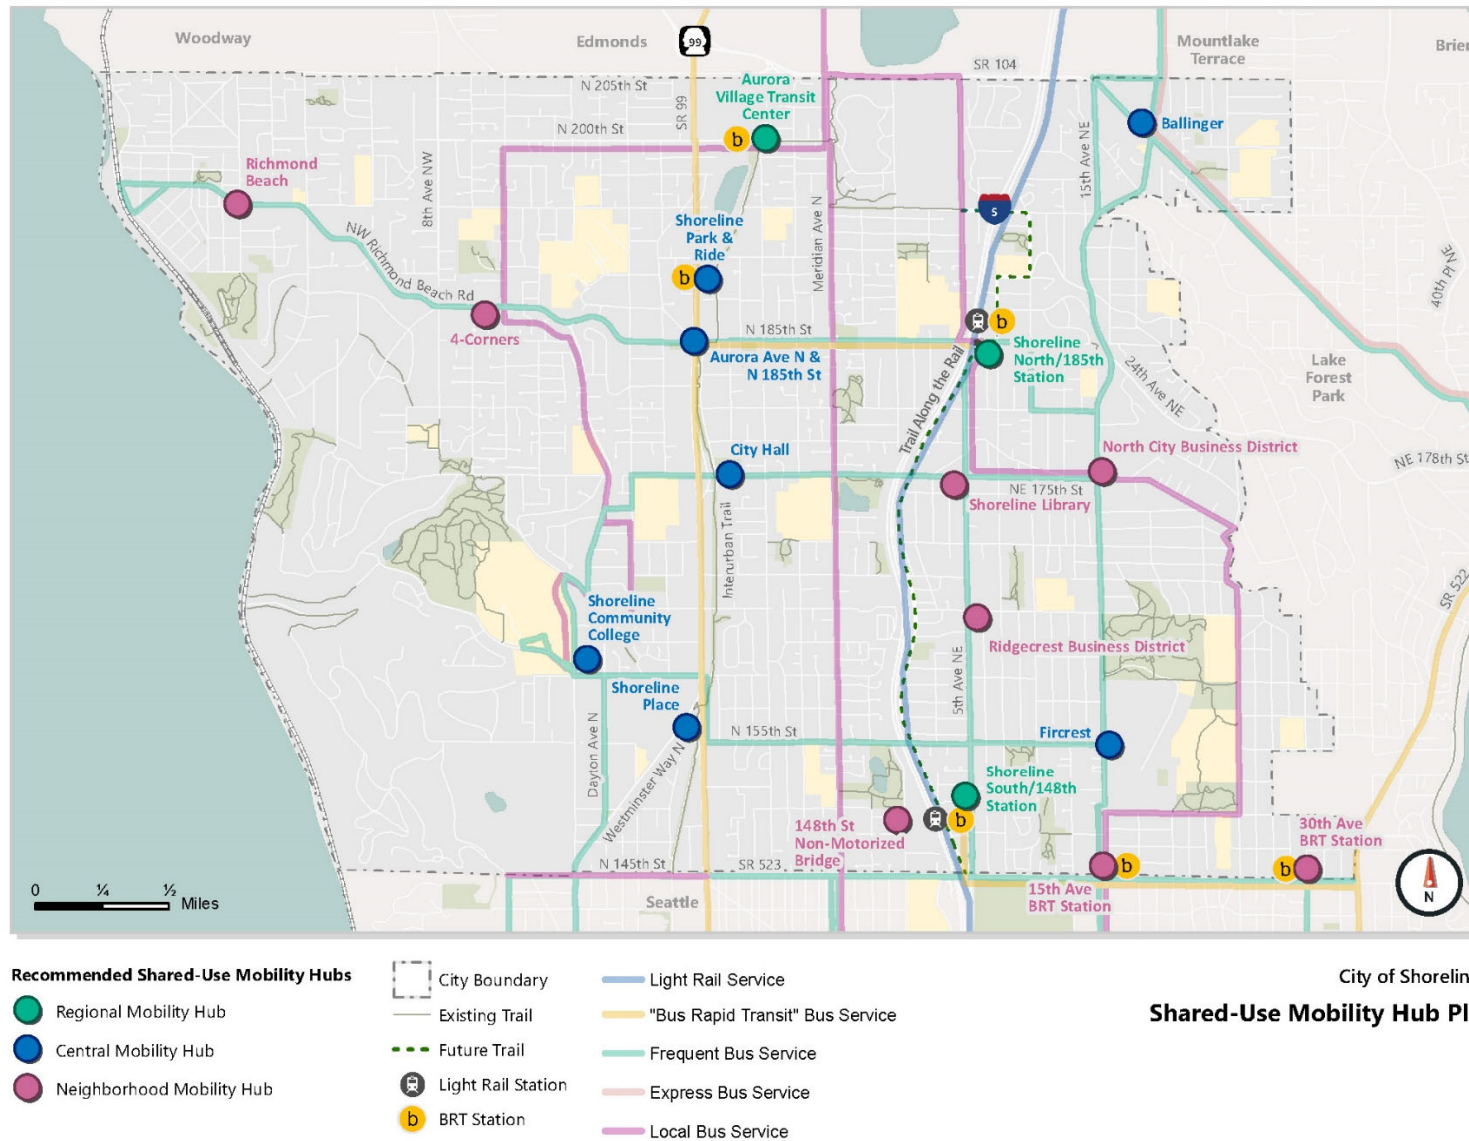 Woodway
Edmonds
99
Mountlake
Terrace
Brier
SR 104
N 205th St
Aurora
Village Transit
Center
SR 99
N 200th St
b
Ballinger
15th Ave NE
Richmond
Beach
8th Ave NW
Shoreline
Park &
Ride
b
Meridian Ave N
5
40th Pl NE
NW Richmond Beach Rd
4-Corners
N 185th St
Aurora Ave N &
N 185th St
b
Shoreline
North/185th
Station
Trail Along the Rail
24th Ave NE
Lake
Forest
Park
City Hall
North City Business District
NE 178th St
NE 175th St
Shoreline Library
Interurban Trail
SR 522
Shoreline
Community
College
Ridgecrest Business District
5th Ave NE
Shoreline
Place
N 155th St
Fircrest
Dayton Ave N
Westminster Way N
Shoreline
South/148th
Station
148th St
Non-Motorized
Bridge
b
30th Ave
BRT Station
N 145th St
SR 523
b
b
15th Ave
BRT Station
0 ¼ ½ Miles
Seattle
N
Recommended Shared-Use Mobility Hubs
Regional Mobility Hub
Central Mobility Hub
Neighborhood Mobility Hub
City Boundary
Existing Trail
Future Trail
Light Rail Station
b BRT Station
Light Rail Service
"Bus Rapid Transit" Bus Service
Frequent Bus Service
Express Bus Service
Local Bus Service
City of Shorelin
Shared-Use Mobility Hub Pl